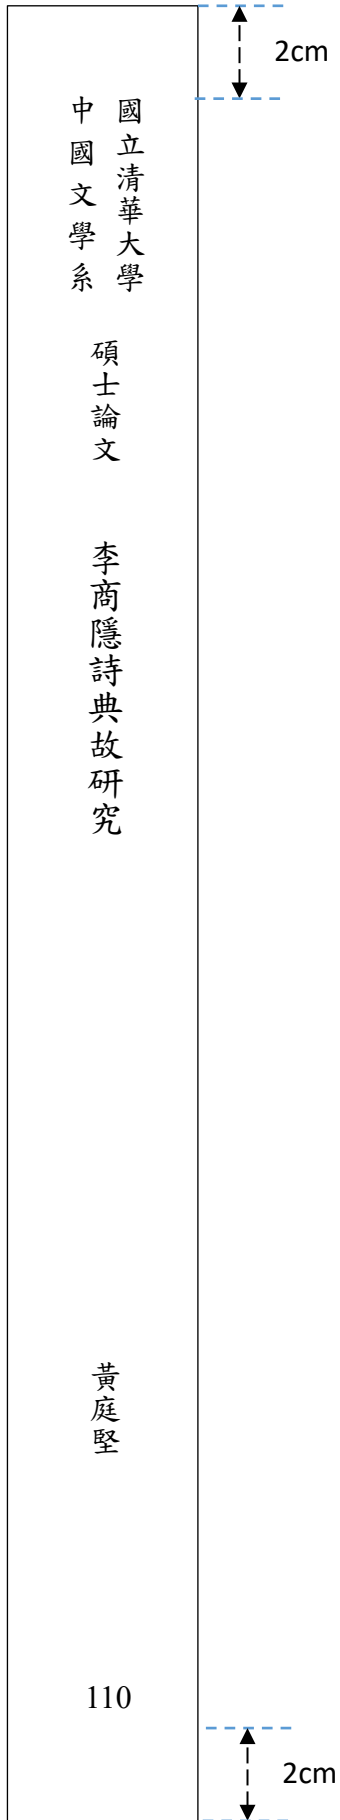 2cm
國立清華大學
中國文學系
碩士論文
李商隱詩典故研究
黃庭堅
110
2cm